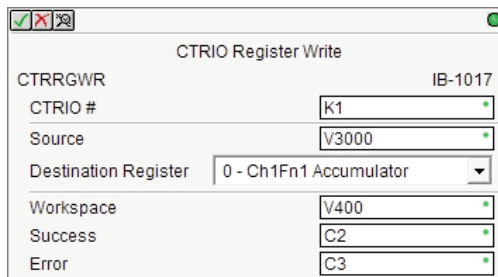 CTRIO Register Write
CTRRGWR IB-1017
CTRIO # K1
Source V3000
Destination Register 0 - Ch1Fn1 Accumulator
Workspace V400
Success C2
Error C3